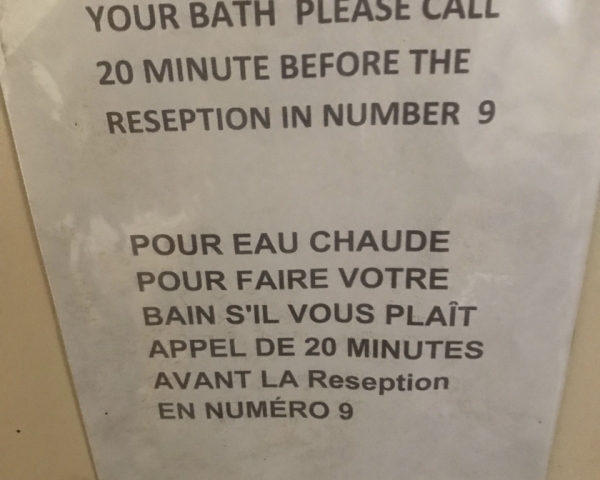 YOUR BATH PLEASE CALL
20 MINUTE BEFORE THE
RESEPTION IN NUMBER 9
POUR EAU CHAUDE
POUR FAIRE VOTRE
BAIN S'IL VOUS PLAÎT
APPEL DE 20 MINUTES
AVANT LA Reseption
EN NUMÉRO 9